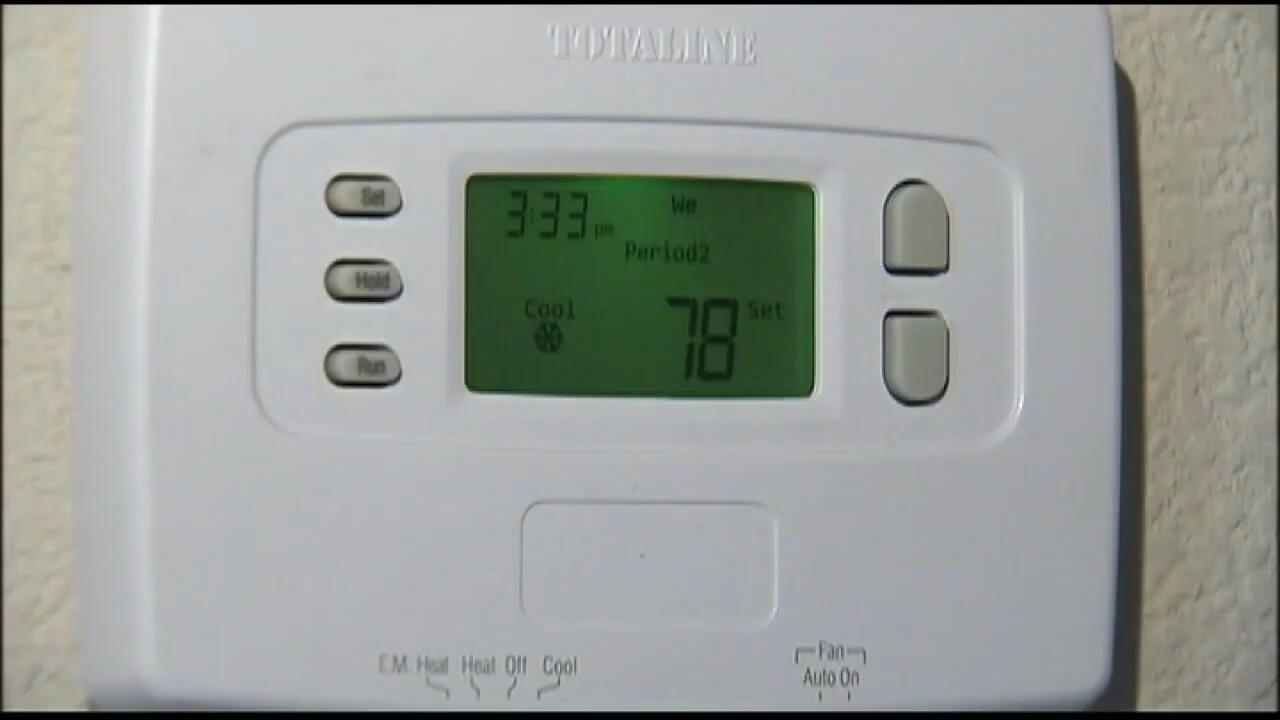 TOTALINE
Set
Hold
Run
3:33 pm We
Period2
Cool 78 Set
E.M. Heat Heat Off Cool
Fan
Auto On